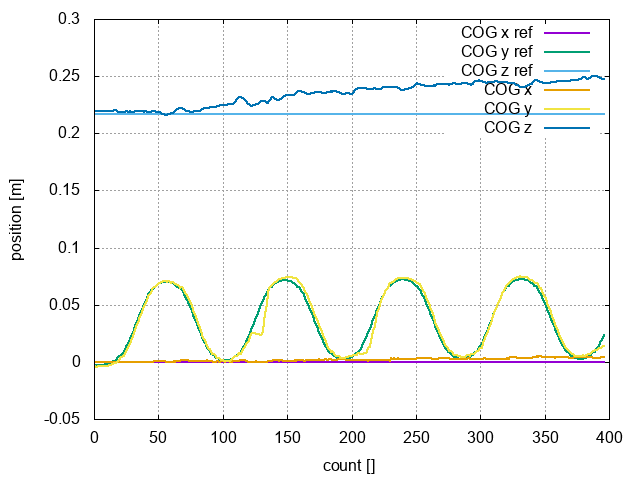 0.3
0.25
0.2
0.15
0.1
0.05
0
-0.05
position [m]
COG x ref
COG y ref
COG z ref
COG x
COG y
COG z
0 50 100 150 200 250 300 350 400
count []